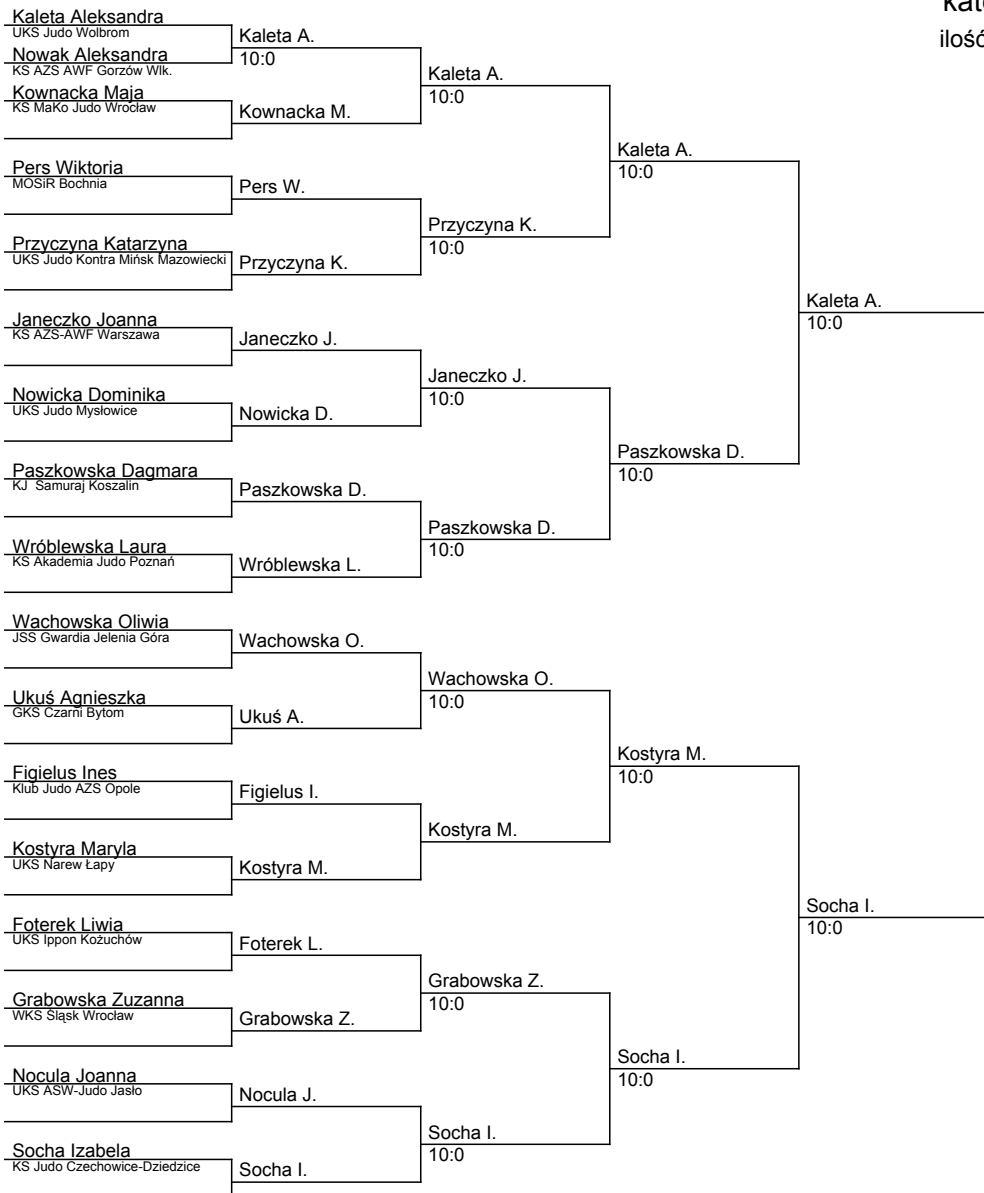 kat
ilość
Kaleta Aleksandra
UKS Judo Wolbrom
Nowak Aleksandra
KS AZS AWF Gorzów Wlk.
Kownacka Maja
KS MaKo Judo Wrocław
Pers Wiktoria
MOSiR Bochnia
Przyczyna Katarzyna
UKS Judo Kontra Mińsk Mazowiecki
Janeczko Joanna
KS AZS-AWF Warszawa
Nowicka Dominika
UKS Judo Mysłowice
Paszkowska Dagmara
KJ Samuraj Koszalin
Wróblewska Laura
KS Akademia Judo Poznań
Wachowska Oliwia
JSS Gwardia Jelenia Góra
Ukuś Agnieszka
GKS Czarni Bytom
Figielus Ines
Klub Judo AZS Opole
Kostyra Maryla
UKS Narew Łapy
Foterek Liwia
UKS Ippon Kożuchów
Grabowska Zuzanna
WKS Śląsk Wrocław
Nocula Joanna
UKS ASW-Judo Jasło
Socha Izabela
KS Judo Czechowice-Dziedzice
Kaleta A.
10:0
Kownacka M.
Pers W.
Przyczyna K.
Janeczko J.
Nowicka D.
Paszkowska D.
Wróblewska L.
Wachowska O.
Ukuś A.
Figielus I.
Kostyra M.
Foterek L.
Grabowska Z.
Nocula J.
Socha I.
Kaleta A.
10:0
Przyczyna K.
10:0
Janeczko J.
10:0
Paszkowska D.
10:0
Wachowska O.
10:0
Kostyra M.
Grabowska Z.
10:0
Socha I.
10:0
Kaleta A.
10:0
Paszkowska D.
10:0
Kostyra M.
10:0
Socha I.
10:0
Kaleta A.
10:0
Socha I.
10:0